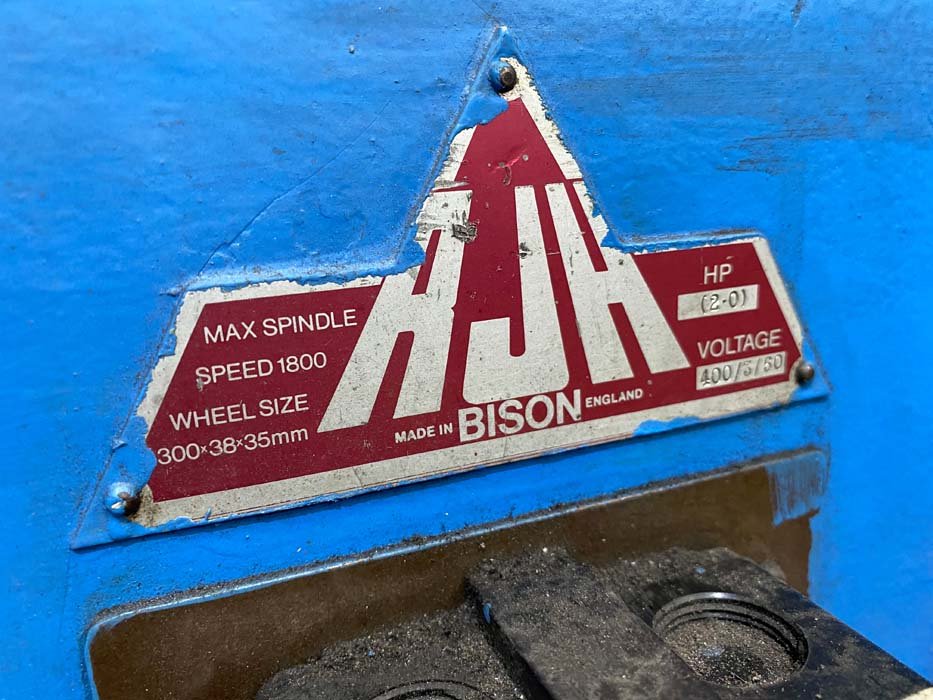 RJH
MAX SPINDLE
SPEED 1800
WHEEL SIZE
300×38×35mm
HP
(2·0)
VOLTAGE
400/3/50
MADE IN BISON ENGLAND